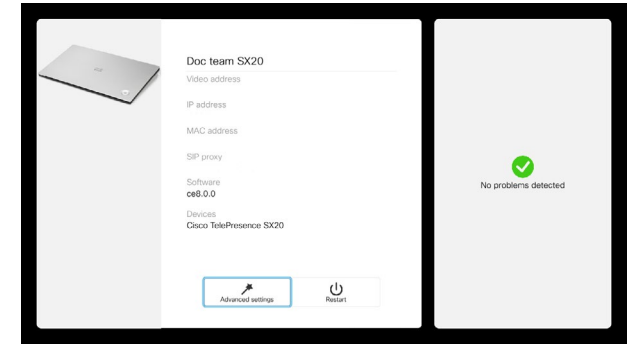 Doc team SX20
Video address
IP address
MAC address
SIP proxy
Software
ce8.0.0
Devices
Cisco TelePresence SX20
Advanced settings
Restart
No problems detected